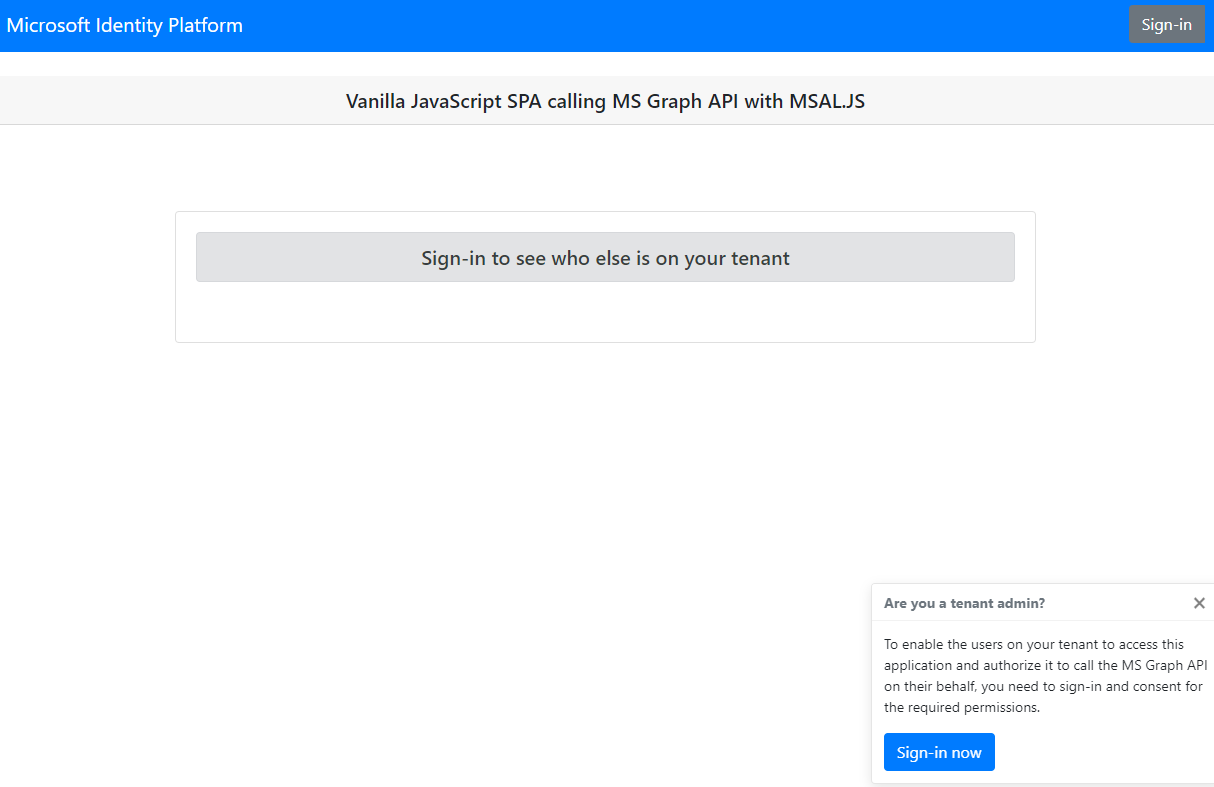 Microsoft Identity Platform
Sign-in
Vanilla JavaScript SPA calling MS Graph API with MSAL.JS
Sign-in to see who else is on your tenant
Are you a tenant admin?
To enable the users on your tenant to access this
application and authorize it to call the MS Graph API
on their behalf, you need to sign-in and consent for
the required permissions.
Sign-in now